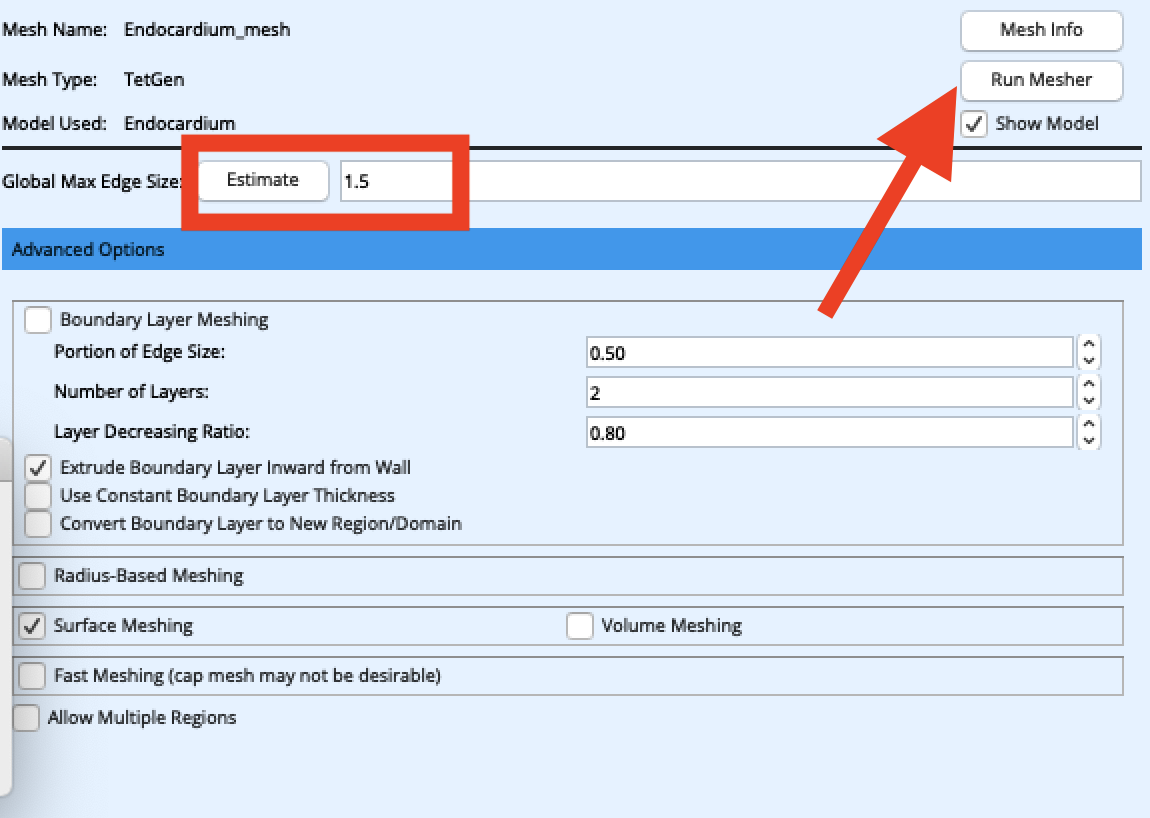 Mesh Name: Endocardium_mesh Mesh Info
Mesh Type: TetGen Run Mesher
Model Used: Endocardium Show Model
Global Max Edge Size: Estimate 1.5
Advanced Options
Boundary Layer Meshing
Portion of Edge Size: 0.50
Number of Layers: 2
Layer Decreasing Ratio: 0.80
Extrude Boundary Layer Inward from Wall
Use Constant Boundary Layer Thickness
Convert Boundary Layer to New Region/Domain
Radius-Based Meshing
Surface Meshing Volume Meshing
Fast Meshing (cap mesh may not be desirable)
Allow Multiple Regions